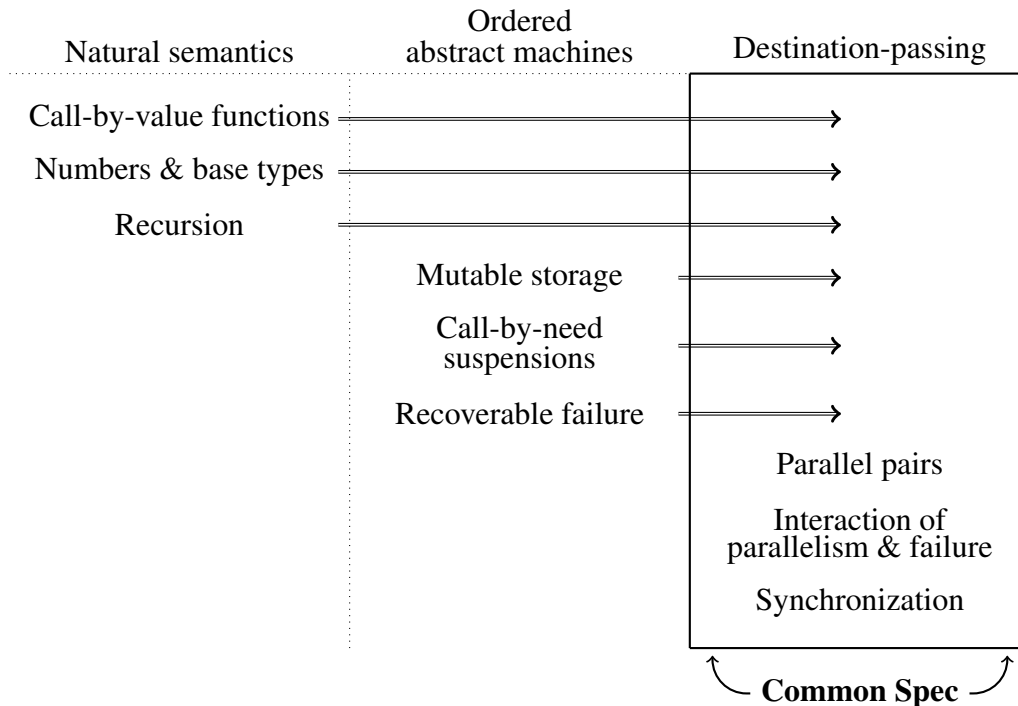 Natural semantics
Ordered
abstract machines
Destination-passing
Call-by-value functions
Numbers & base types
Recursion
Mutable storage
Call-by-need
suspensions
Recoverable failure
Parallel pairs
Interaction of
parallelism & failure
Synchronization
Common Spec